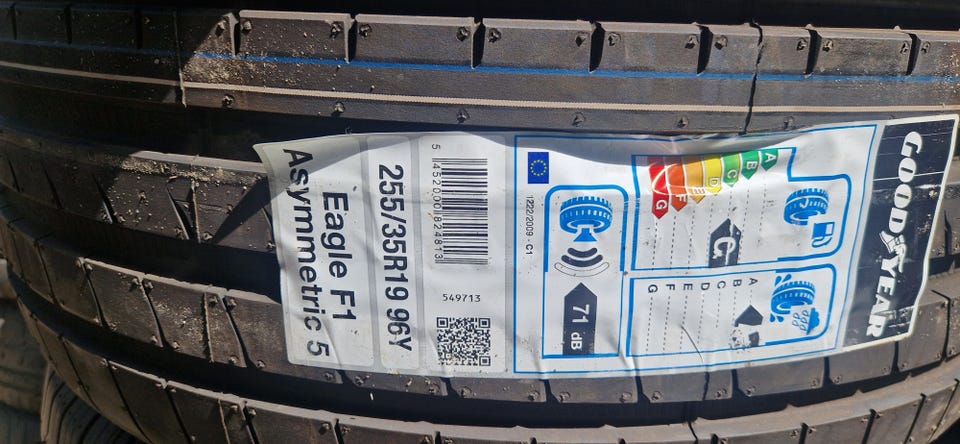 GOODYEAR
A
B
C
D
F
G
C
A
B
C
D
E
F
G
71 dB
1222/2009 - C1
5 452000 824813
549713
255/35R19 96Y
Eagle F1
Asymmetric 5